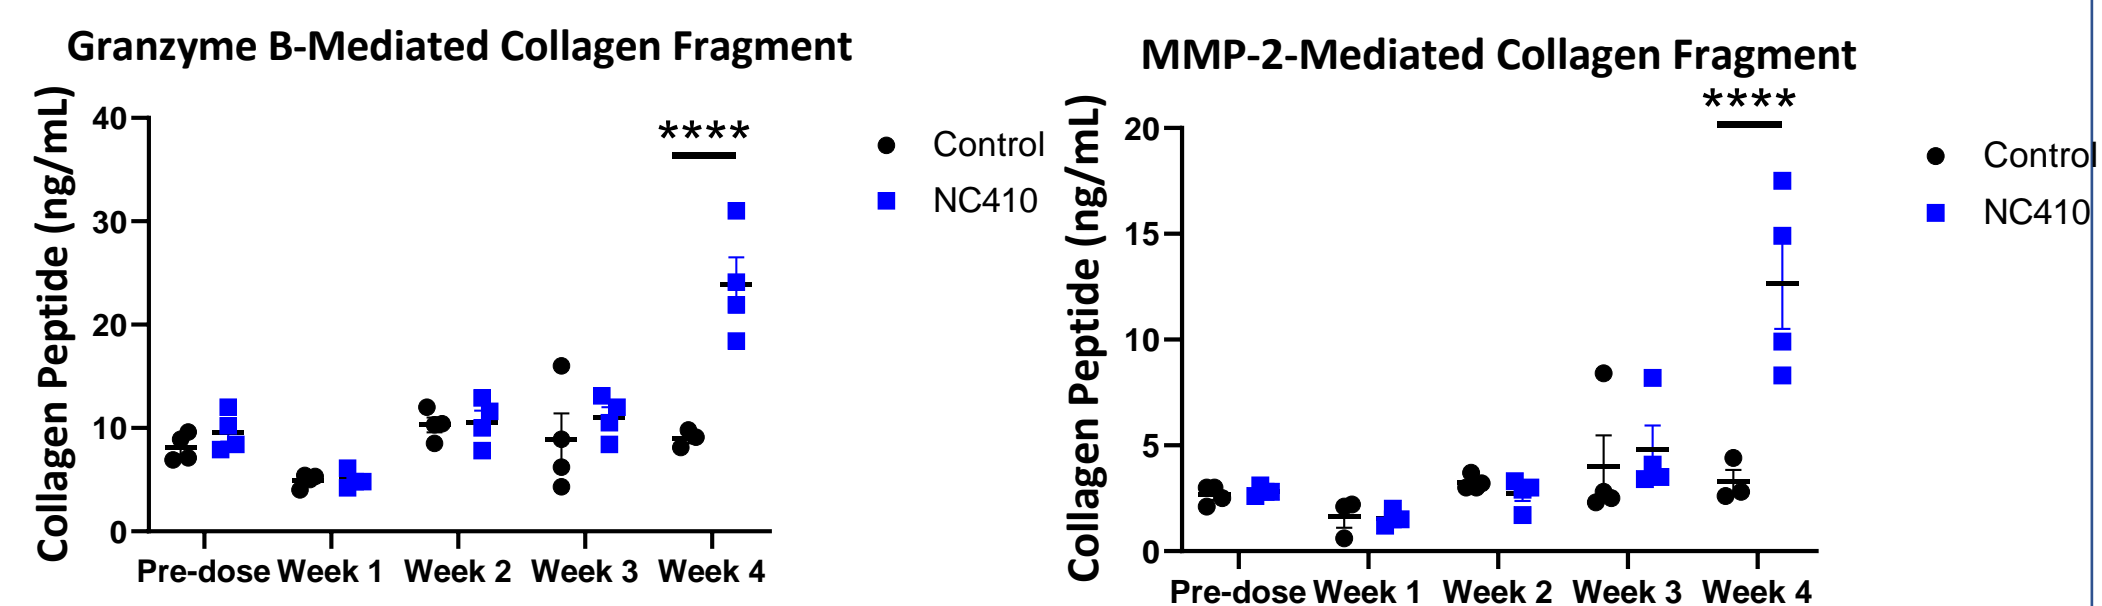 Granzyme B-Mediated Collagen Fragment
Collagen Peptide (ng/mL)
40
30
20
10
0
****
Pre-dose Week 1 Week 2 Week 3 Week 4
Control
NC410
MMP-2-Mediated Collagen Fragment
Collagen Peptide (ng/mL)
20
15
10
5
0
****
Pre-dose Week 1 Week 2 Week 3 Week 4
Control
NC410